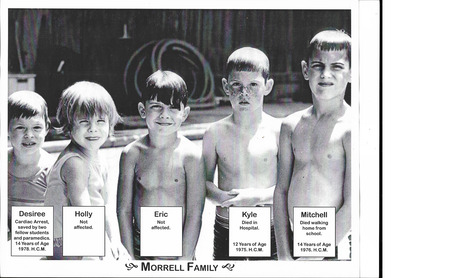 Desiree
Cardiac Arrest,
saved by two
fellow students
and paramedics.
14 Years of Age
1978. H.C.M.
Holly
Not
affected.
Eric
Not
affected.
Kyle
Died in
Hospital.
12 Years of Age
1975. H.C.M.
Mitchell
Died walking
home from
school.
14 Years of Age
1976. H.C.M.
MORRELL FAMILY